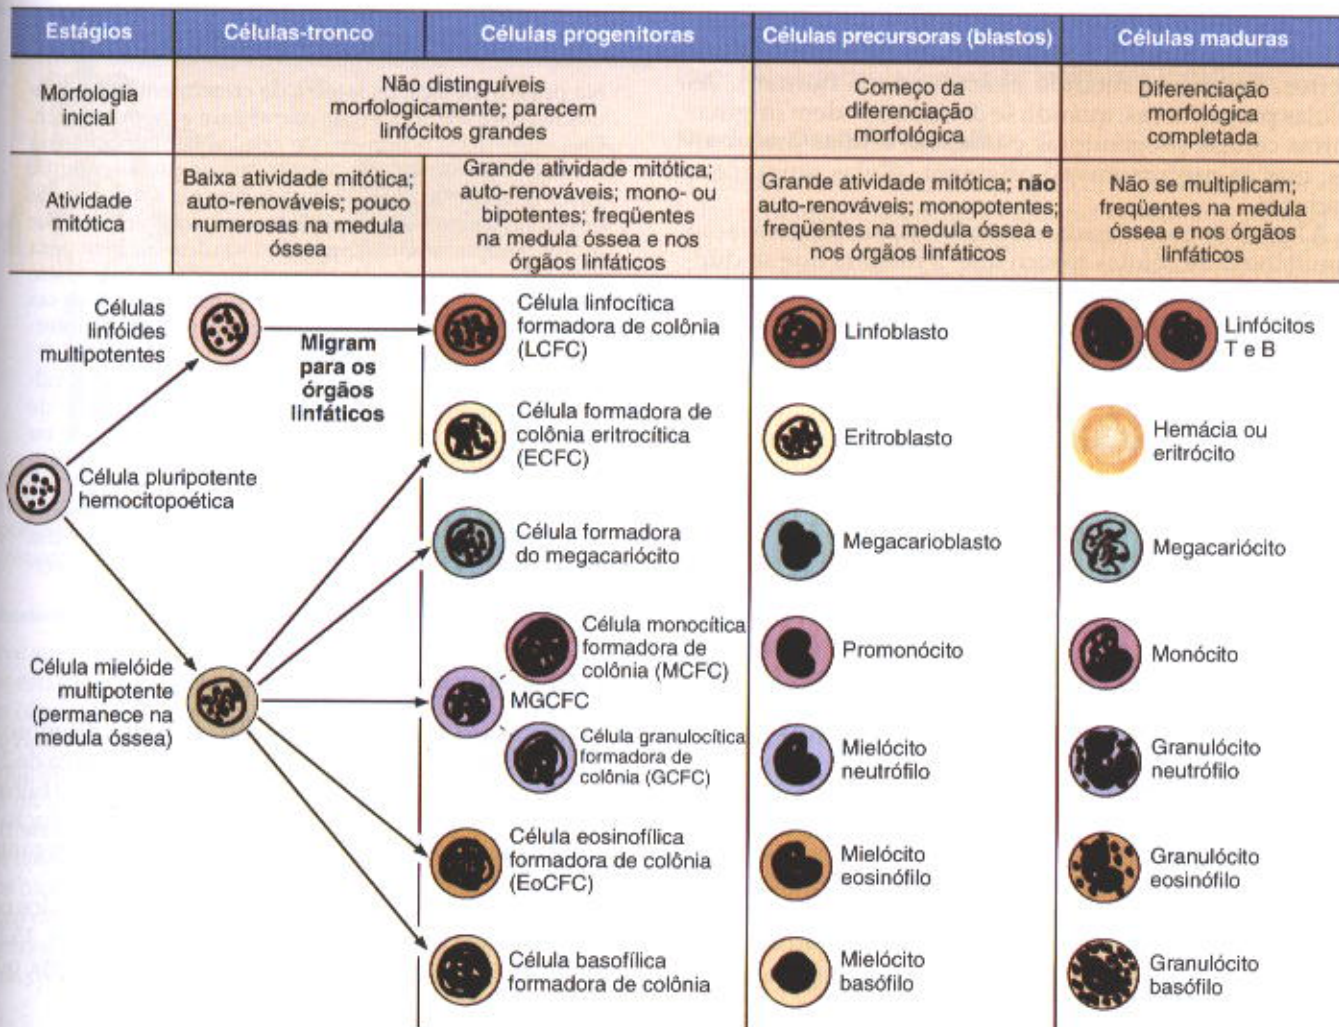 Estágios
Células-tronco
Células progenitoras
Células precursoras (blastos)
Células maduras
Morfologia
inicial
Não distinguíveis
morfologicamente; parecem
linfócitos grandes
Começo da
diferenciação
morfológica
Diferenciação
morfológica
completada
Atividade
mitótica
Baixa atividade mitótica;
auto-renováveis; pouco
numerosas na medula
óssea
Grande atividade mitótica;
auto-renováveis; mono- ou
bipotentes; freqüentes
na medula óssea e nos
órgãos linfáticos
Grande atividade mitótica; não
auto-renováveis; monopotentes;
freqüentes na medula óssea e
nos órgãos linfáticos
Não se multiplicam;
freqüentes na medula
óssea e nos órgãos
linfáticos
Células
linfóides
multipotentes
Migram
para os
órgãos
linfáticos
Célula linfocítica
formadora de colônia
(LCFC)
Linfoblasto
Linfócitos
T e B
Célula formadora de
colônia eritrocítica
(ECFC)
Eritroblasto
Hemácia ou
eritrócito
Célula pluripotente
hemocitopoética
Célula formadora
do megacariócito
Megacarioblasto
Megacariócito
Célula mielóide
multipotente
(permanece na
medula óssea)
Célula monocítica
formadora de
colônia (MCFC)
MGCFC
Célula granulocítica
formadora de
colônia (GCFC)
Promonócito
Monócito
Mielócito
neutrófilo
Granulócito
neutrófilo
Célula eosinofílica
formadora de colônia
(EoCFC)
Mielócito
eosinófilo
Granulócito
eosinófilo
Célula basofílica
formadora de colônia
Mielócito
basófilo
Granulócito
basófilo